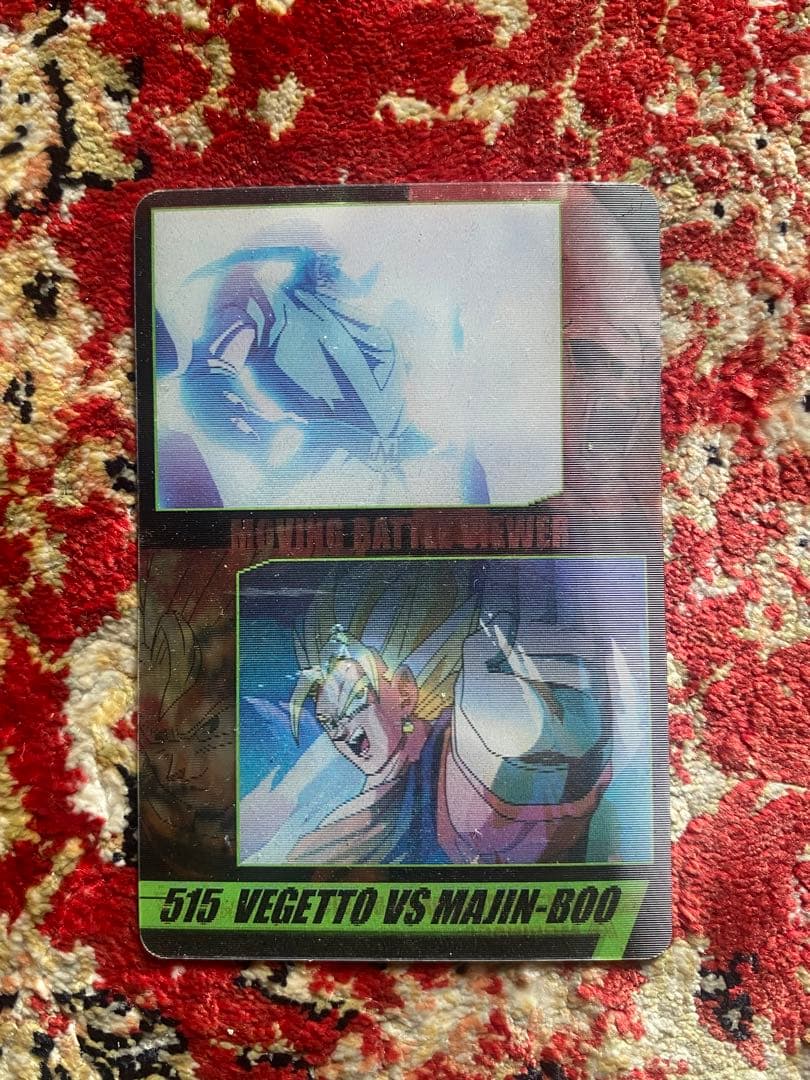 MOVING BATTLE VIEWER
515 VEGETTO VS MAJIN-BOO